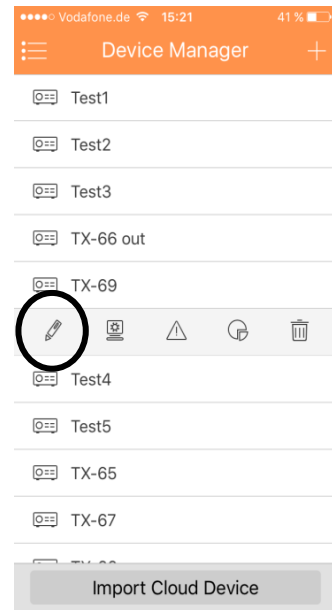 Vodafone.de 15:21 41 %
Device Manager
Test1
Test2
Test3
TX-66 out
TX-69
Test4
Test5
TX-65
TX-67
Import Cloud Device